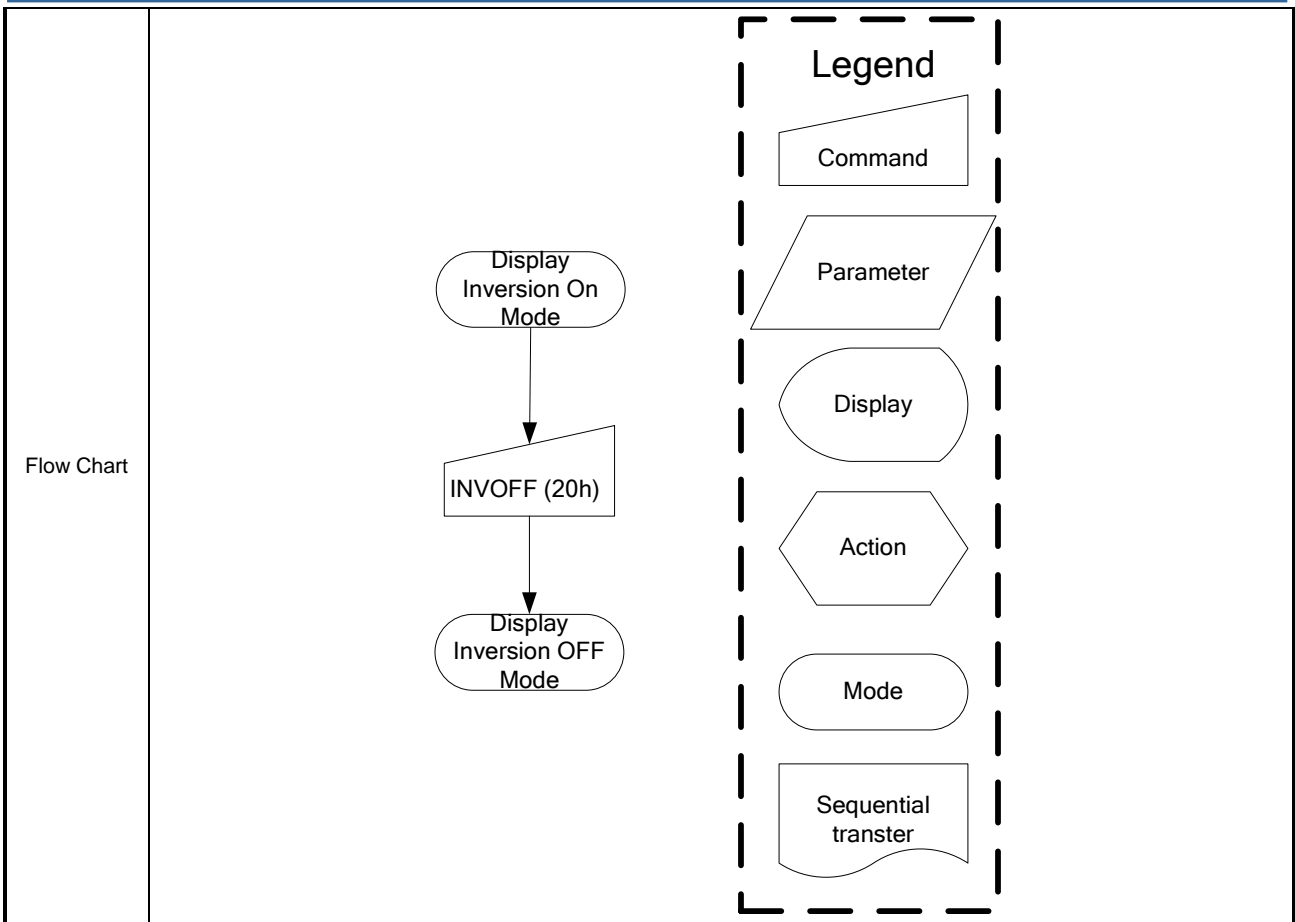 Flow Chart
Display
Inversion On
Mode
INVOFF (20h)
Display
Inversion OFF
Mode
Legend
Command
Parameter
Display
Action
Mode
Sequential
transter